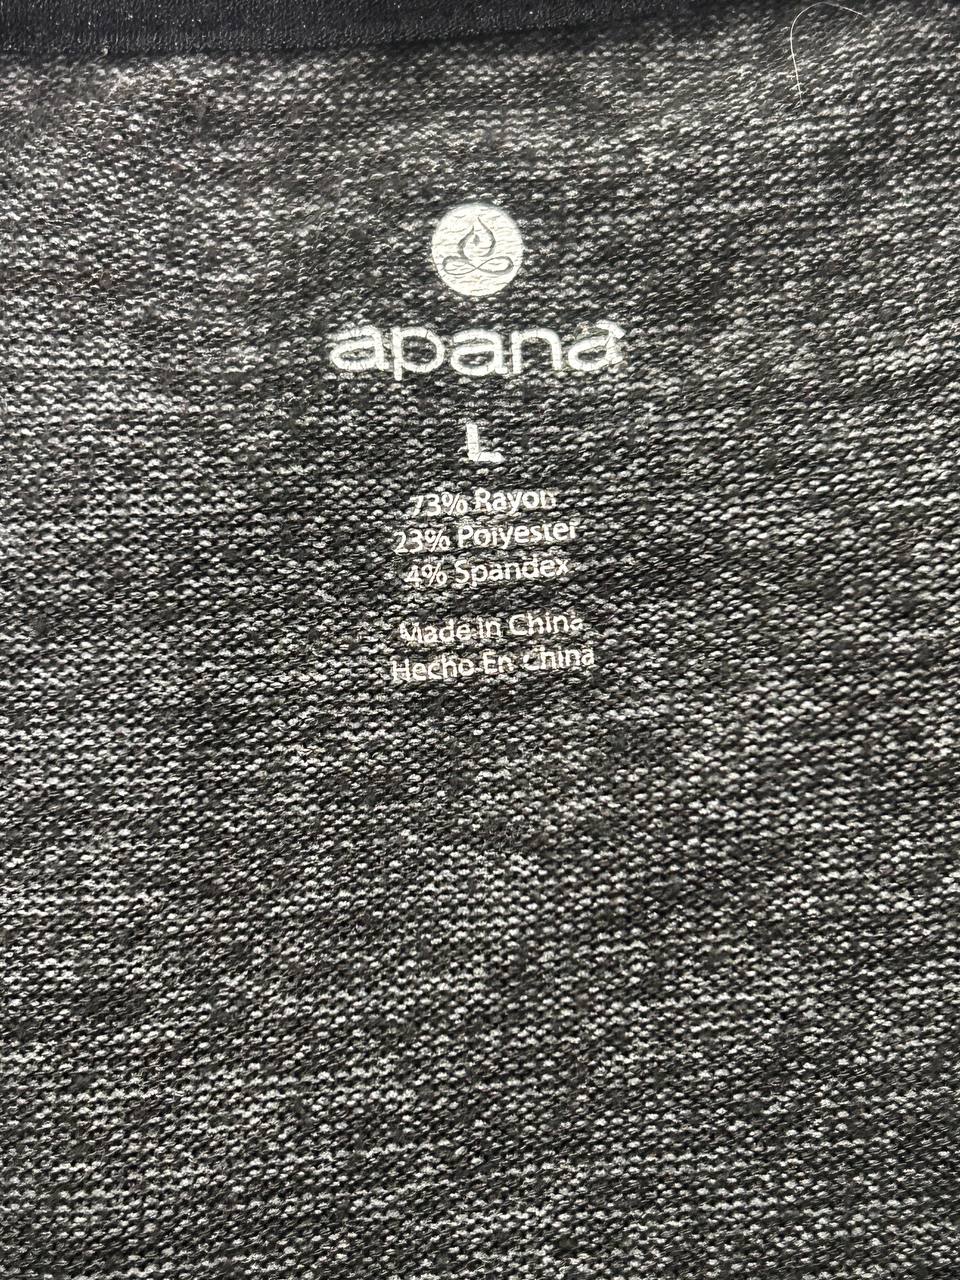 apana
L
73% Rayon
23% Polyester
4% Spandex
Made In China
Hecho En China